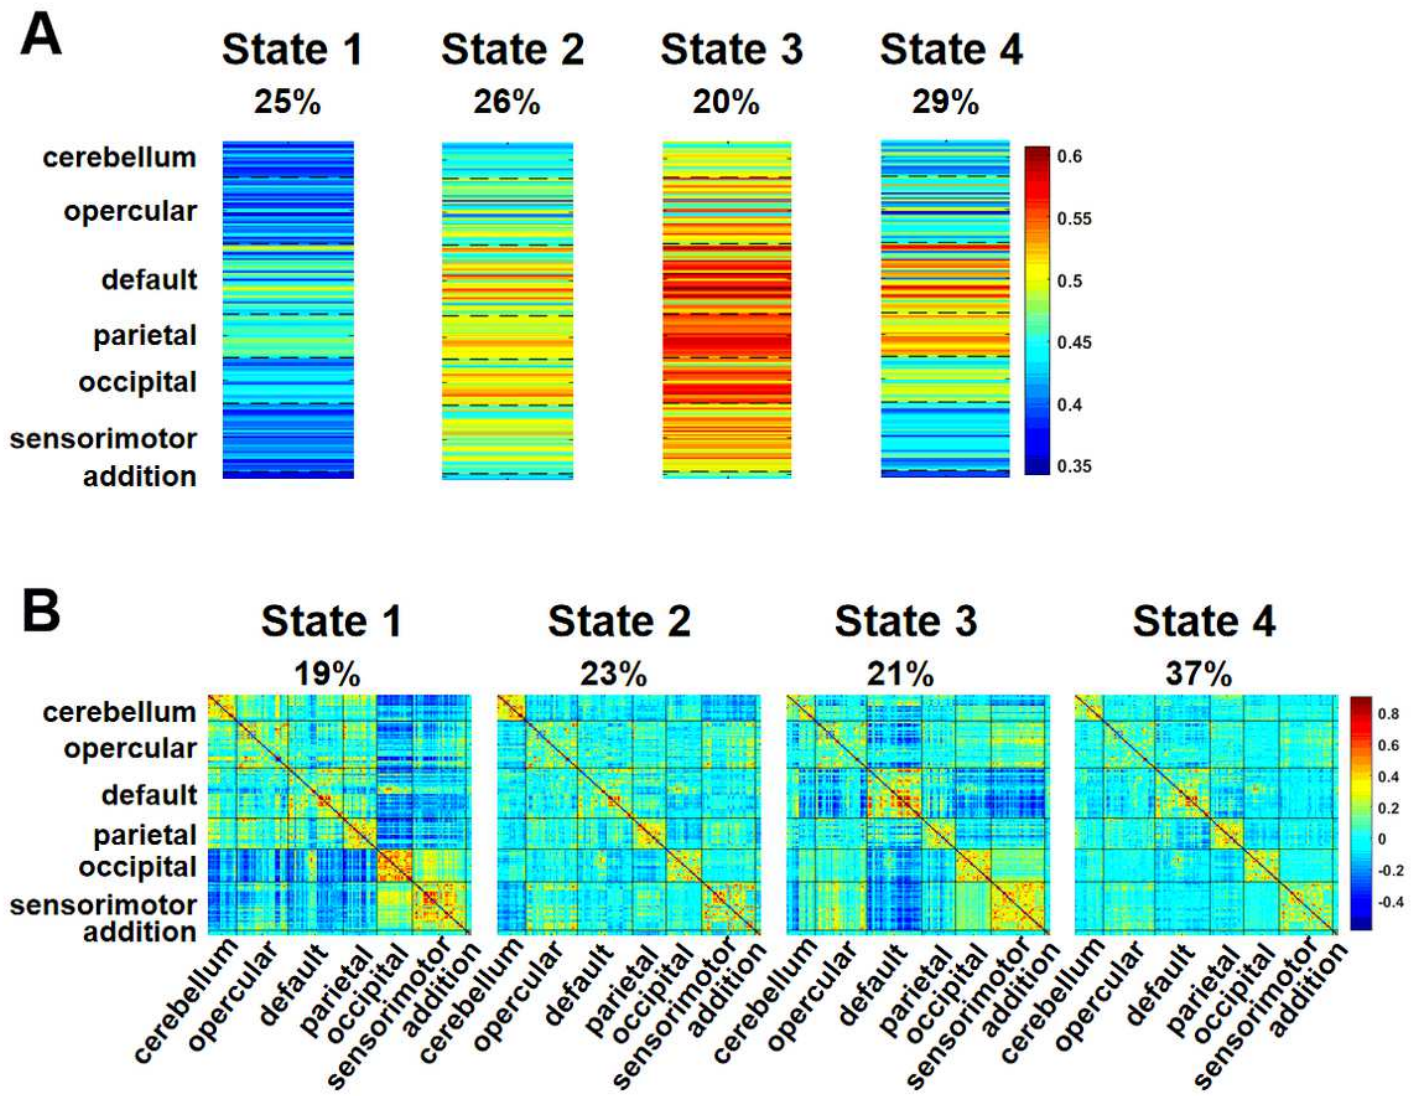 A
State 1 State 2 State 3 State 4
25% 26% 20% 29%
cerebellum
opercular
default
parietal
occipital
sensorimotor
addition
0.6
0.55
0.5
0.45
0.4
0.35
B
State 1 State 2 State 3 State 4
19% 23% 21% 37%
cerebellum
opercular
default
parietal
occipital
sensorimotor
addition
0.8
0.6
0.4
0.2
0
-0.2
-0.4
cerebellum opercular default parietal occipital sensorimotor addition
cerebellum opercular default parietal occipital sensorimotor addition
cerebellum opercular default parietal occipital sensorimotor addition
cerebellum opercular default parietal occipital sensorimotor addition